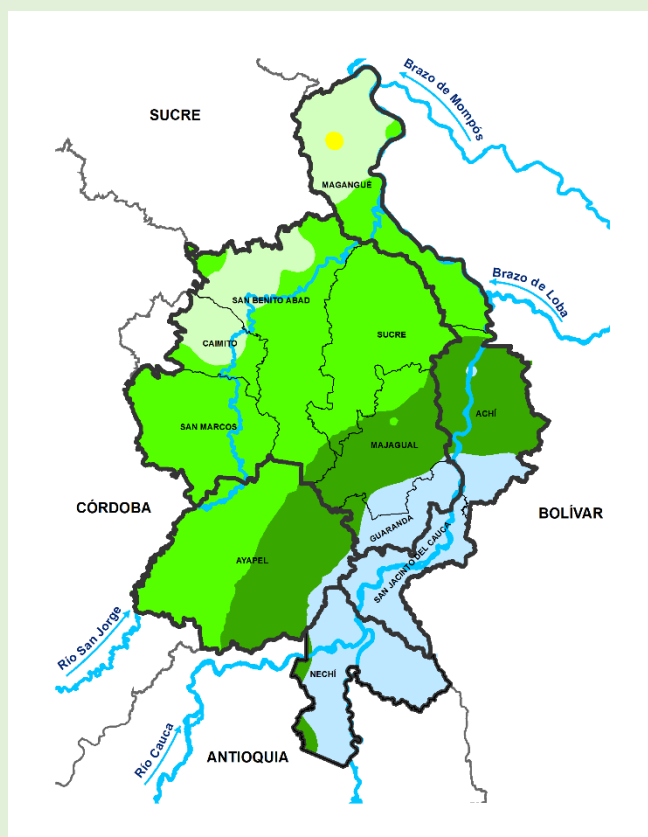 Brazo de Mompós
SUCRE
MAGANGUÉ
Brazo de Loba
SAN BENITO ABAD
SUCRE
CAIMITO
ACHÍ
SAN MARCOS
MAJAGUAL
CÓRDOBA
BOLÍVAR
GUARANDA
AYAPEL
SAN JACINTO DEL CAUCA
Río San Jorge
NECHÍ
Río Cauca
ANTIOQUIA